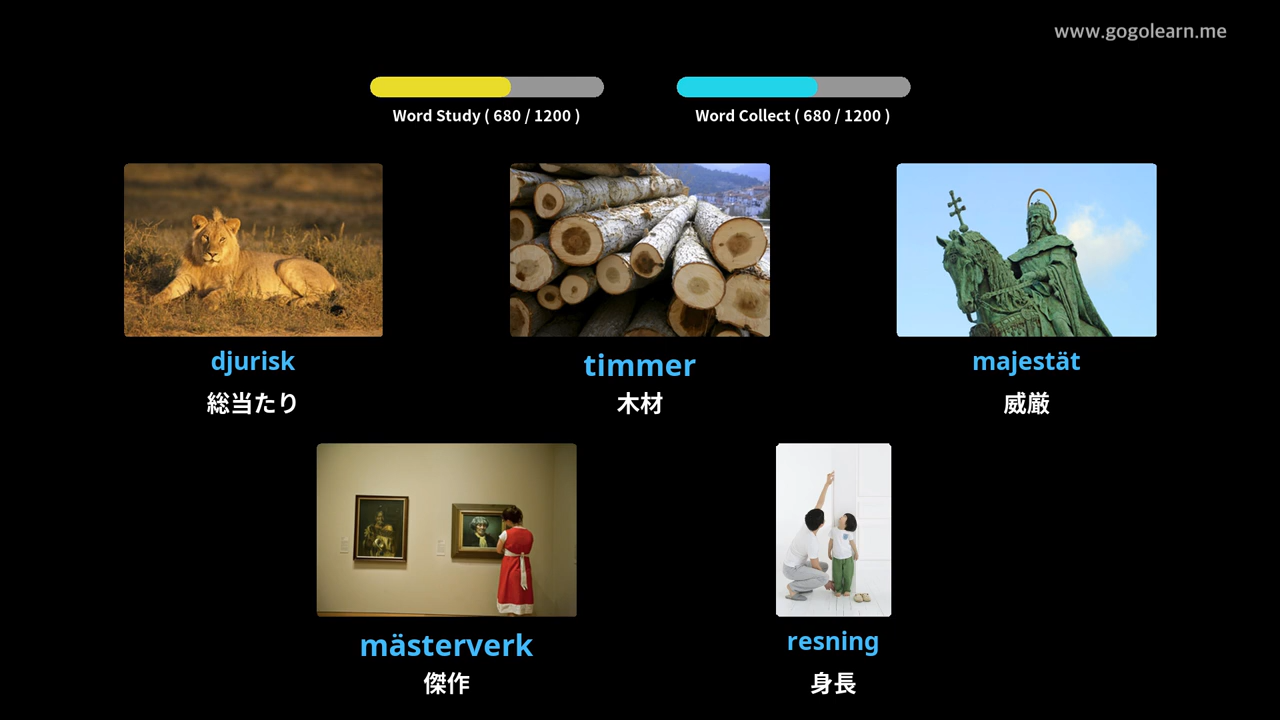 www.gogolearn.me
Word Study ( 680 / 1200 )
Word Collect ( 680 / 1200 )
djurisk
総当たり
timmer
木材
majestät
威厳
mästerverk
傑作
resning
身長